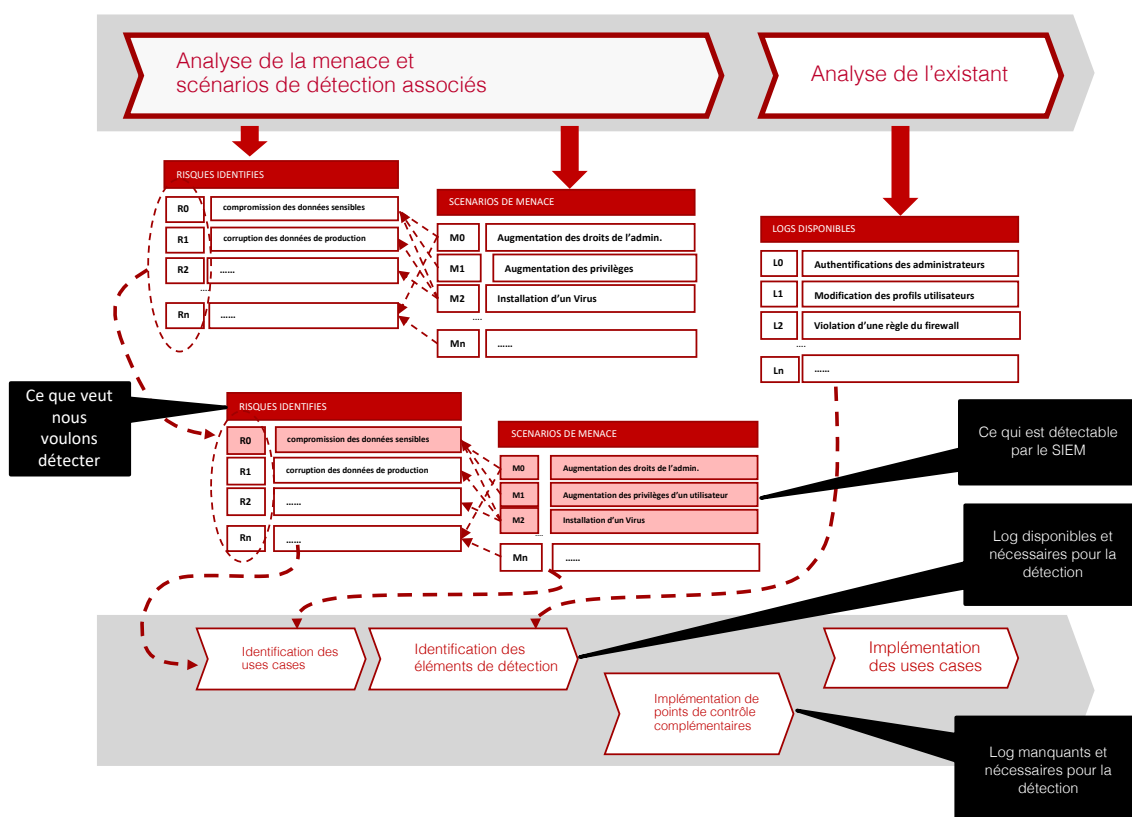 Analyse de la menace et
scénarios de détection associés
Analyse de l'existant
RISQUES IDENTIFIES
R0 compromission des données sensibles
R1 corruption des données de production
R2 ......
....
Rn ......
SCENARIOS DE MENACE
M0 Augmentation des droits de l'admin.
M1 Augmentation des privilèges
M2 Installation d'un Virus
....
Mn ......
LOGS DISPONIBLES
L0 Authentifications des administrateurs
L1 Modification des profils utilisateurs
L2 Violation d'une règle du firewall
....
Ln ......
Ce que veut
nous
voulons
détecter
RISQUES IDENTIFIES
R0 compromission des données sensibles
R1 corruption des données de production
R2 ......
Rn ......
SCENARIOS DE MENACE
M0 Augmentation des droits de l'admin.
M1 Augmentation des privilèges d'un utilisateur
M2 Installation d'un Virus
....
Mn ......
Ce qui est détectable
par le SIEM
Log disponibles et
nécessaires pour la
détection
Identification des
uses cases
Identification des
éléments de détection
Implémentation de
points de contrôle
complémentaires
Implémentation
des uses cases
Log manquants et
nécessaires pour la
détection